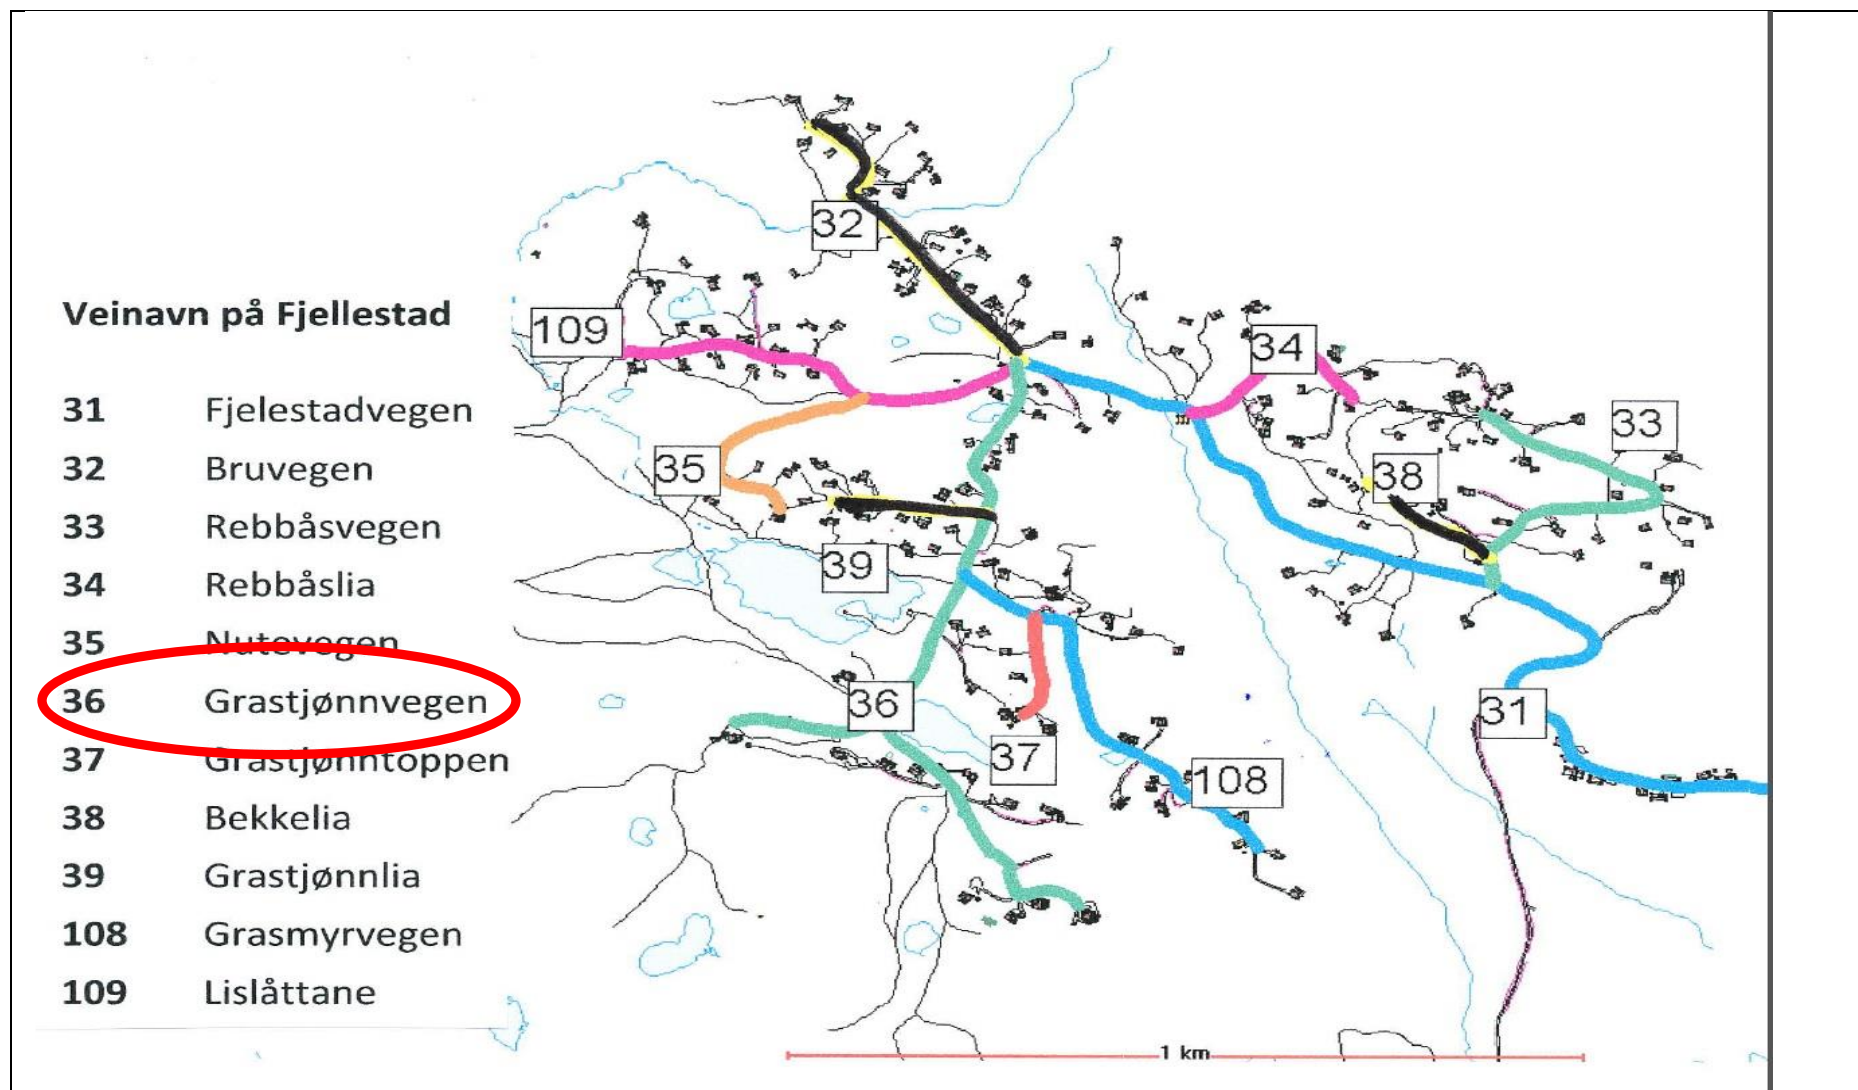 Veinavn på Fjellestad
31 Fjelestadvegen
32 Bruvegen
33 Rebbåsvegen
34 Rebbåslia
35 Nutevegen
36 Grastjønnvegen
37 Grastjønntoppen
38 Bekkelia
39 Grastjønnlia
108 Grasmyrvegen
109 Lislåttane
32
109
34
33
35
38
39
36
31
37
108
1 km